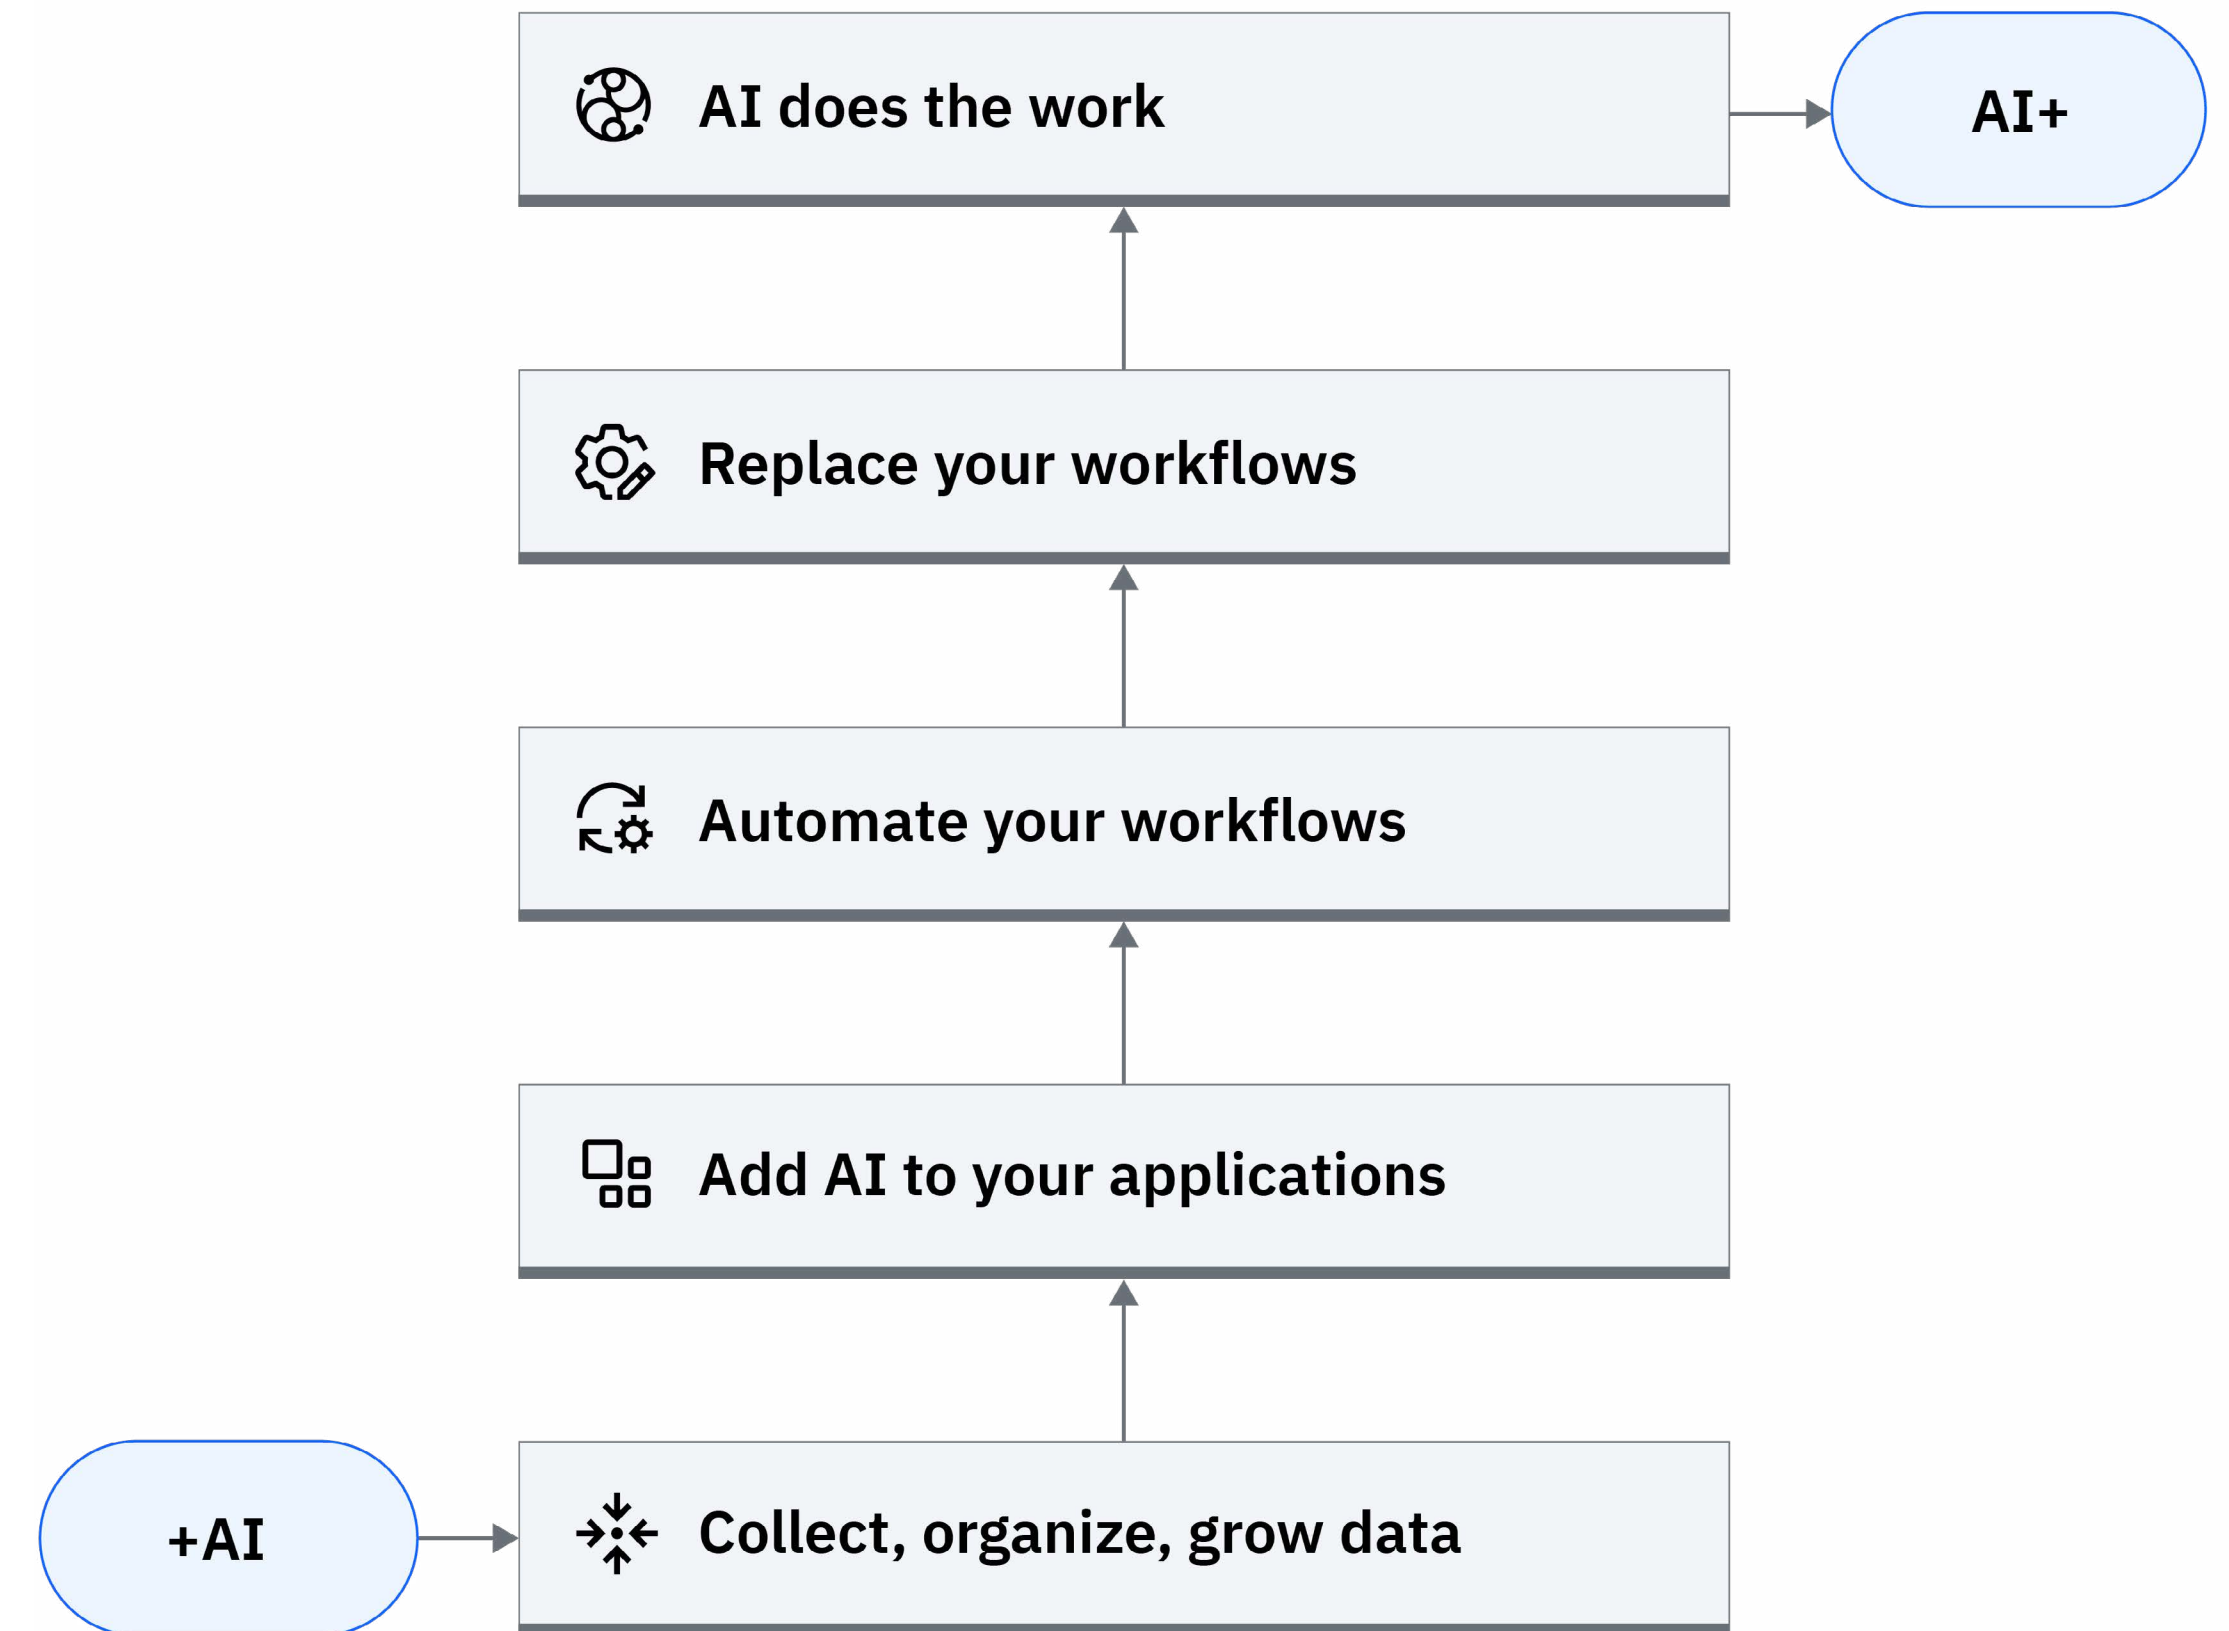 AI does the work
AI+
Replace your workflows
Automate your workflows
Add AI to your applications
+AI
Collect, organize, grow data